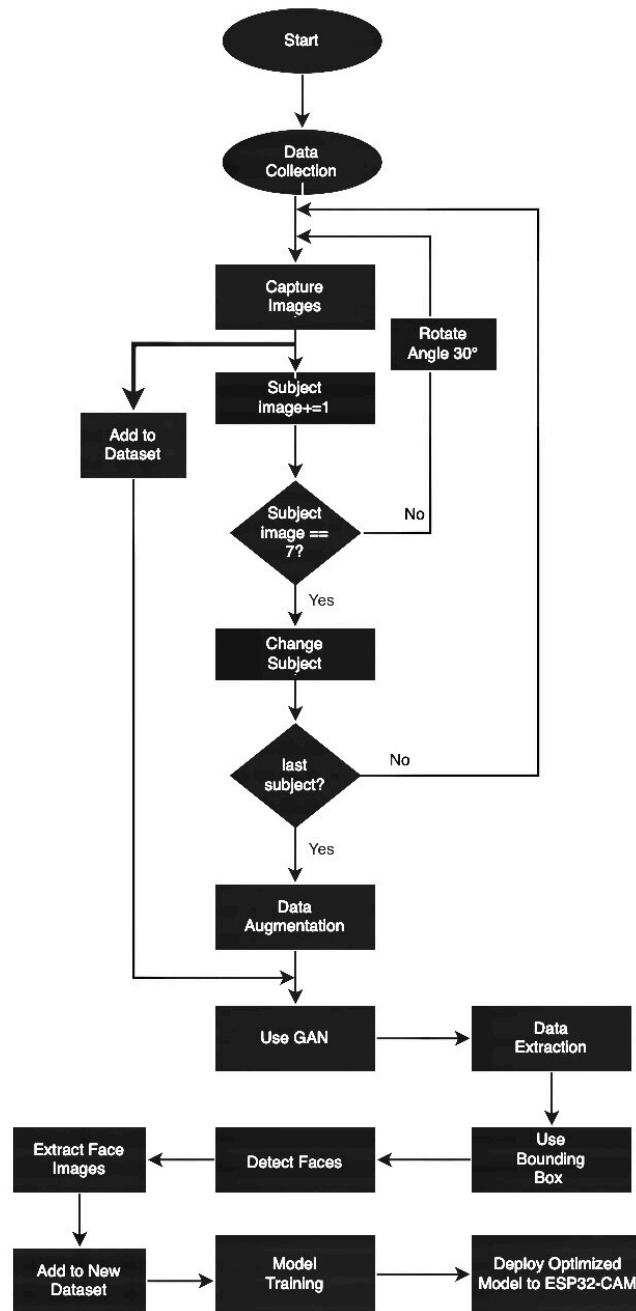 Start
Data
Collection
Capture
Images
Rotate
Angle 30°
Subject
image+=1
Add to
Dataset
Subject
image ==
7?
No
Yes
Change
Subject
last
subject?
No
Yes
Data
Augmentation
Use GAN
Data
Extraction
Use
Bounding
Box
Detect Faces
Extract Face
Images
Add to New
Dataset
Model
Training
Deploy Optimized
Model to ESP32-CAM